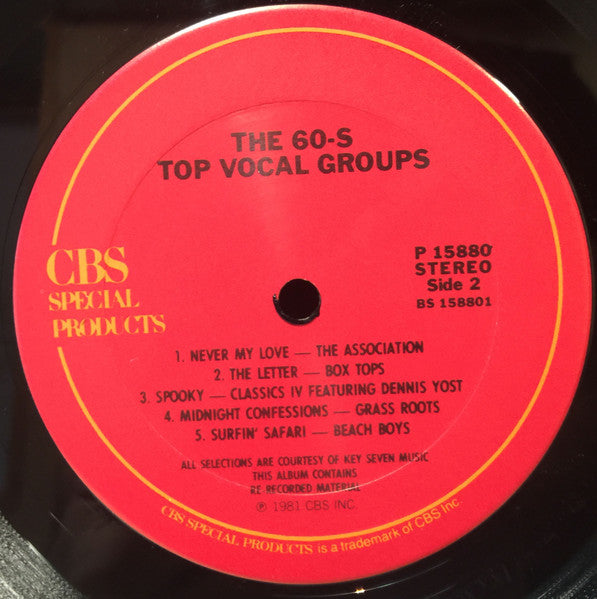 THE 60-S
TOP VOCAL GROUPS
CBS
SPECIAL
PRODUCTS
P 15880
STEREO
Side 2
BS 158801
1. NEVER MY LOVE — THE ASSOCIATION
2. THE LETTER — BOX TOPS
3. SPOOKY — CLASSICS IV FEATURING DENNIS YOST
4. MIDNIGHT CONFESSIONS — GRASS ROOTS
5. SURFIN' SAFARI — BEACH BOYS
ALL SELECTIONS ARE COURTESY OF KEY SEVEN MUSIC
THIS ALBUM CONTAINS
RE RECORDED MATERIAL
℗ 1981 CBS INC.
CBS SPECIAL PRODUCTS is a trademark of CBS Inc.